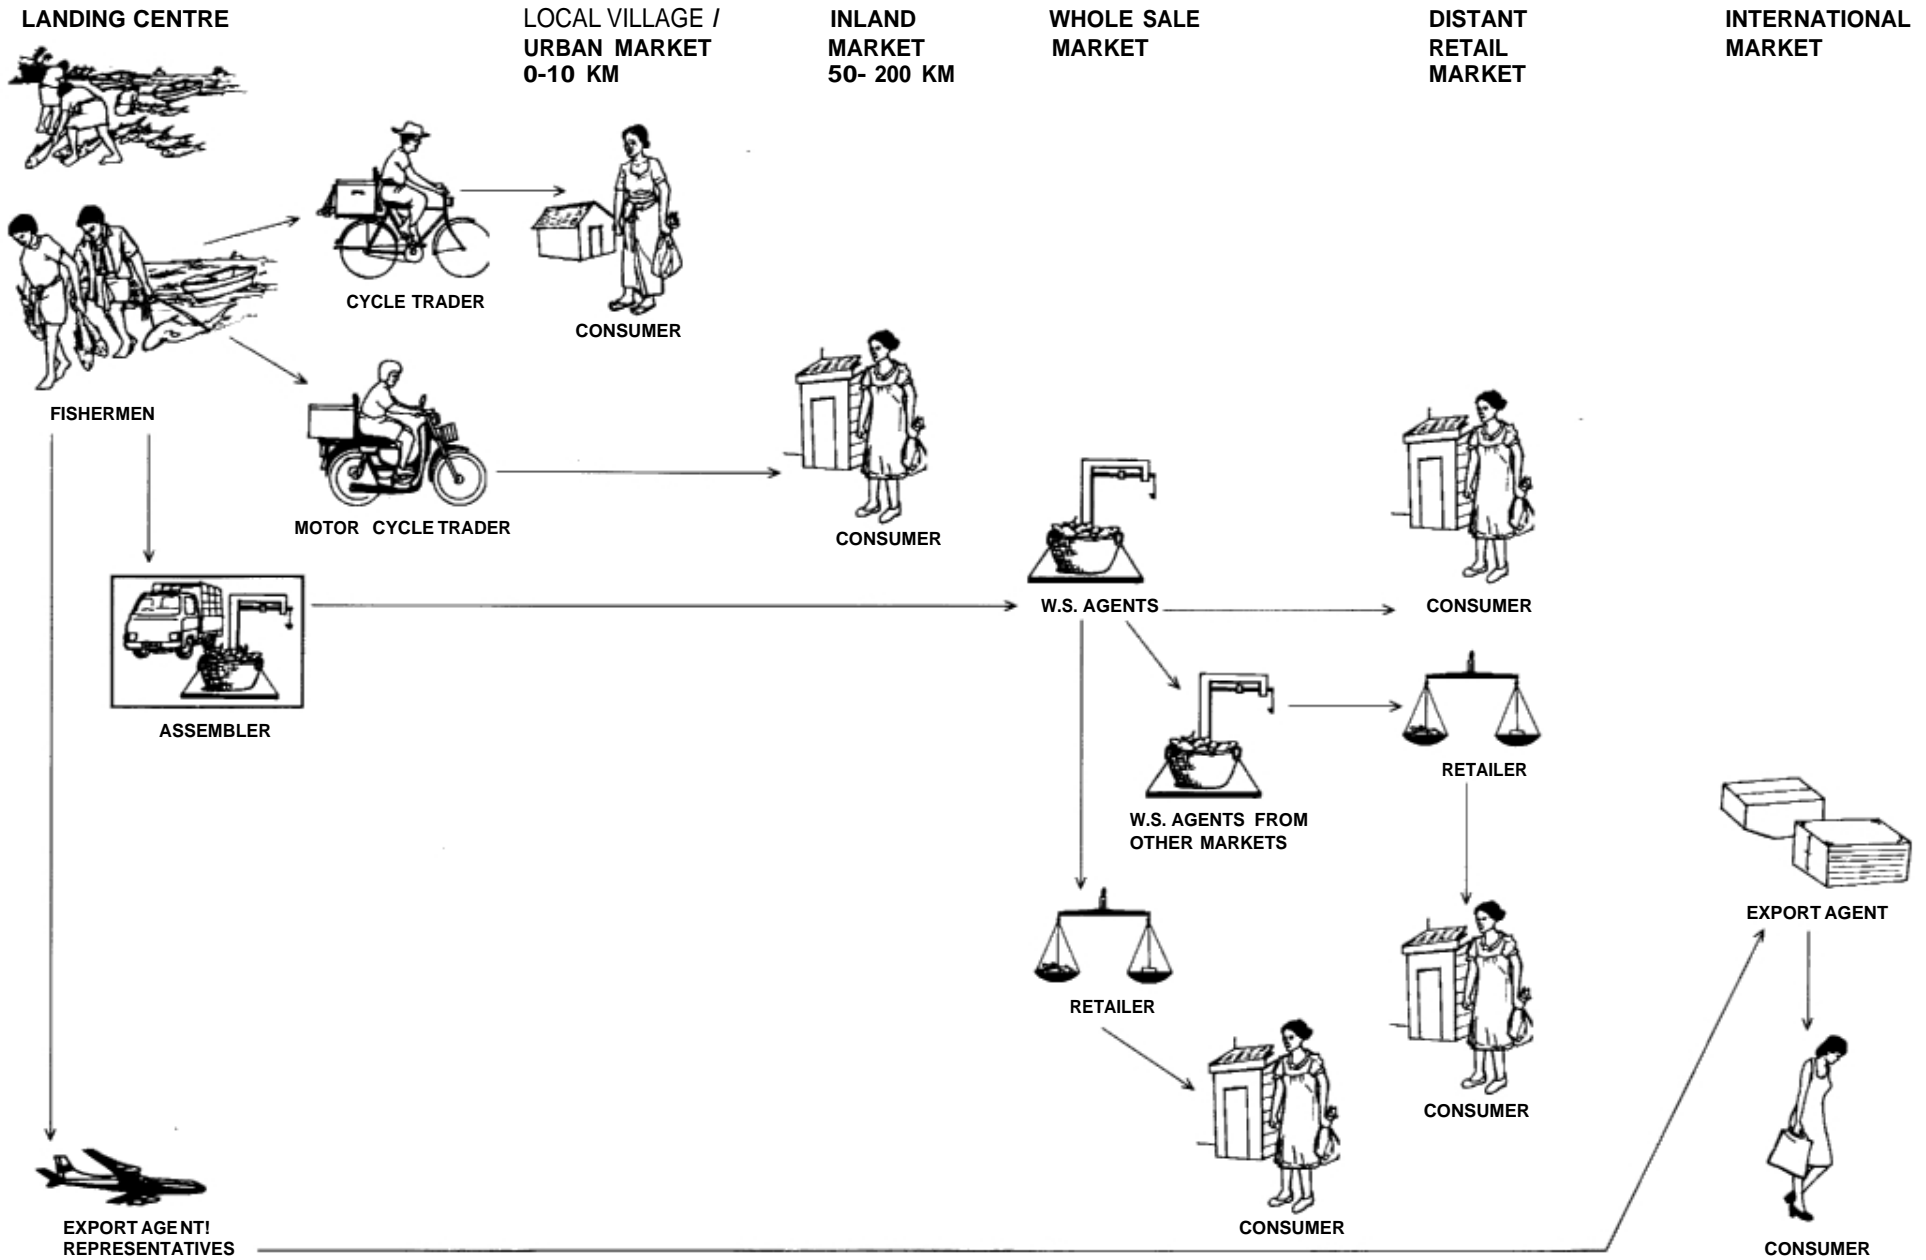 LANDING CENTRE
LOCAL VILLAGE /
URBAN MARKET
0-10 KM
INLAND
MARKET
50- 200 KM
WHOLE SALE
MARKET
DISTANT
RETAIL
MARKET
INTERNATIONAL
MARKET
CYCLE TRADER
CONSUMER
FISHERMEN
MOTOR CYCLE TRADER
CONSUMER
W.S. AGENTS
CONSUMER
ASSEMBLER
RETAILER
W.S. AGENTS FROM
OTHER MARKETS
EXPORT AGENT
RETAILER
CONSUMER
EXPORT AGENT!
REPRESENTATIVES
CONSUMER
CONSUMER